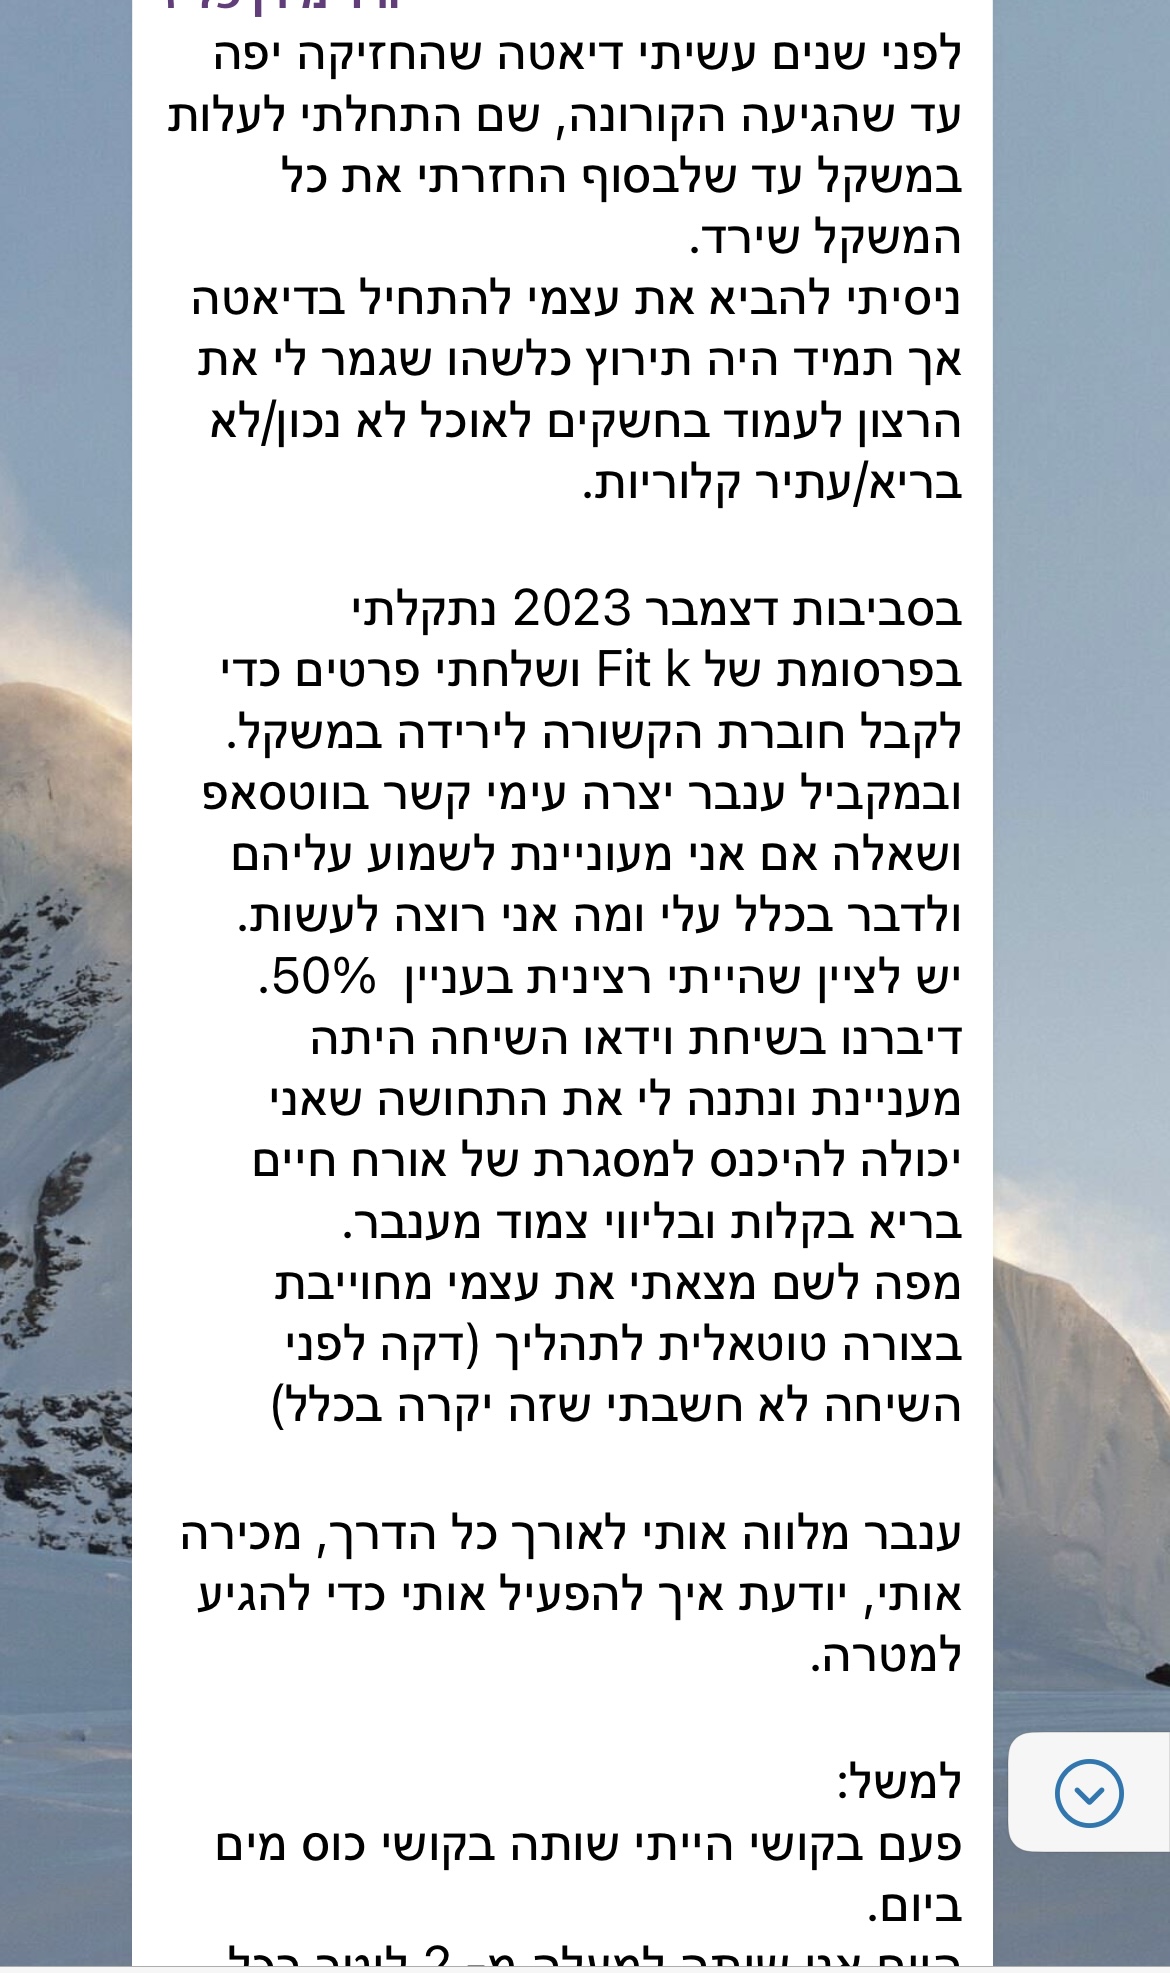 לפני שנים עשיתי דיאטה שהחזיקה יפה
עד שהגיעה הקורונה, שם התחלתי לעלות
במשקל עד שלבסוף החזרתי את כל
המשקל שירד.
ניסיתי להביא את עצמי להתחיל בדיאטה
אך תמיד היה תירוץ כלשהו שגמר לי את
הרצון לעמוד בחשקים לאוכל לא נכון/לא
בריא/עתיר קלוריות.
בסביבות דצמבר 2023 נתקלתי
בפרסומת של Fit k ושלחתי פרטים כדי
לקבל חוברת הקשורה לירידה במשקל.
ובמקביל ענבר יצרה עימי קשר בווטסאפ
ושאלה אם אני מעוניינת לשמוע עליהם
ולדבר בכלל עלי ומה אני רוצה לעשות.
יש לציין שהייתי רצינית בעניין  50%.
דיברנו בשיחת וידאו השיחה היתה
מעניינת ונתנה לי את התחושה שאני
יכולה להיכנס למסגרת של אורח חיים
בריא בקלות ובליווי צמוד מענבר.
מפה לשם מצאתי את עצמי מחוייבת
בצורה טוטאלית לתהליך (דקה לפני
השיחה לא חשבתי שזה יקרה בכלל)
ענבר מלווה אותי לאורך כל הדרך, מכירה
אותי, יודעת איך להפעיל אותי כדי להגיע
למטרה.
למשל:
פעם בקושי הייתי שותה בקושי כוס מים
ביום.
היום אני שותה למעלה מ- 2 ליטר